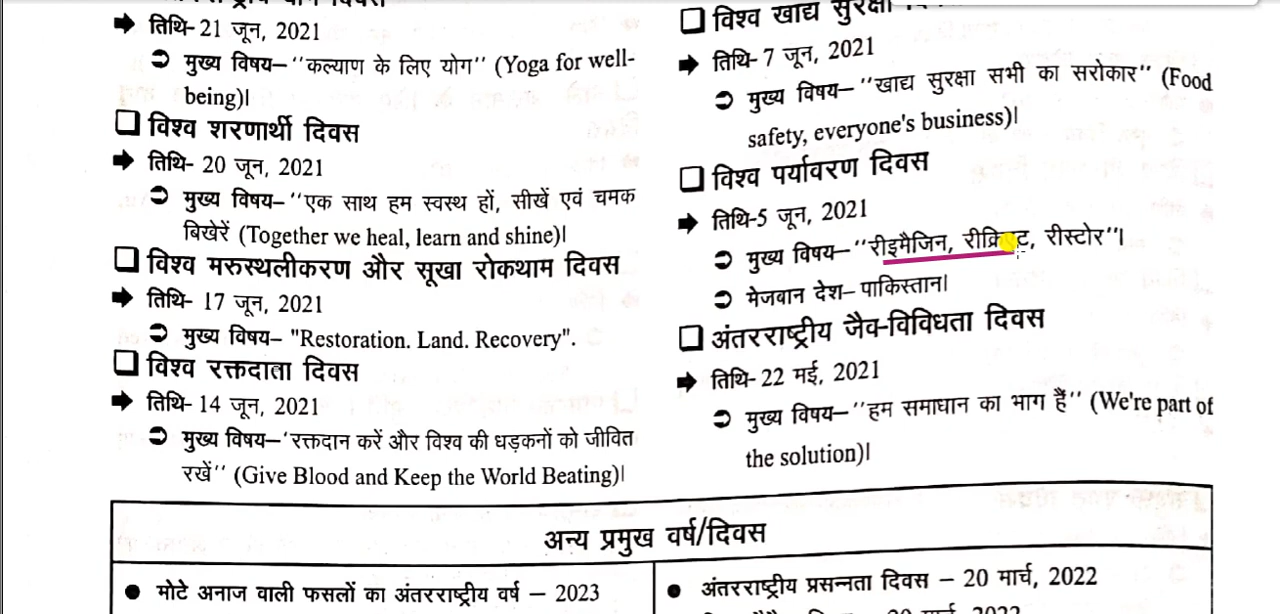 तिथि- 21 जून, 2021
मुख्य विषय– ''कल्याण के लिए योग'' (Yoga for well-
being)।
विश्व शरणार्थी दिवस
तिथि- 20 जून, 2021
मुख्य विषय– ''एक साथ हम स्वस्थ हों, सीखें एवं चमक
बिखेरें (Together we heal, learn and shine)।
विश्व मरुस्थलीकरण और सूखा रोकथाम दिवस
तिथि- 17 जून, 2021
मुख्य विषय– "Restoration. Land. Recovery".
विश्व रक्तदाता दिवस
तिथि- 14 जून, 2021
मुख्य विषय–'रक्तदान करें और विश्व की धड़कनों को जीवित
रखें'' (Give Blood and Keep the World Beating)।
विश्व खाद्य सुरक्षा
तिथि- 7 जून, 2021
मुख्य विषय– ''खाद्य सुरक्षा सभी का सरोकार'' (Food
safety, everyone's business)।
विश्व पर्यावरण दिवस
तिथि-5 जून, 2021
मुख्य विषय–''रीइमैजिन, रीस्टोर''।
मेजबान देश– पाकिस्तान।
अंतरराष्ट्रीय जैव-विविधता दिवस
तिथि- 22 मई, 2021
मुख्य विषय–''हम समाधान का भाग हैं'' (We're part of
the solution)।
अन्य प्रमुख वर्ष/दिवस
मोटे अनाज वाली फसलों का अंतरराष्ट्रीय वर्ष – 2023
अंतरराष्ट्रीय प्रसन्नता दिवस – 20 मार्च, 2022